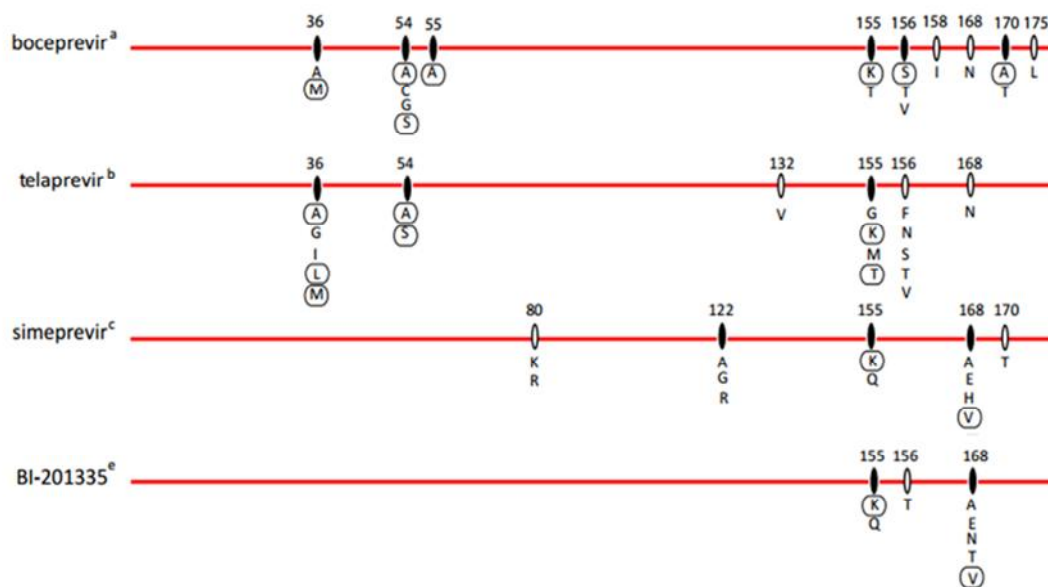 36 54 55 155 156 158 168 170 175
boceprevir a
A A A K S I N A L
M C T T T
G V
S
36 54 132 155 156 168
telaprevir b
A A V G F N
G S K N
I M S
L T T
M V
80 122 155 168 170
simeprevir c
K A K A T
R G Q E
R H
V
155 156 168
BI-201335 e
K T A
Q E
N
T
V